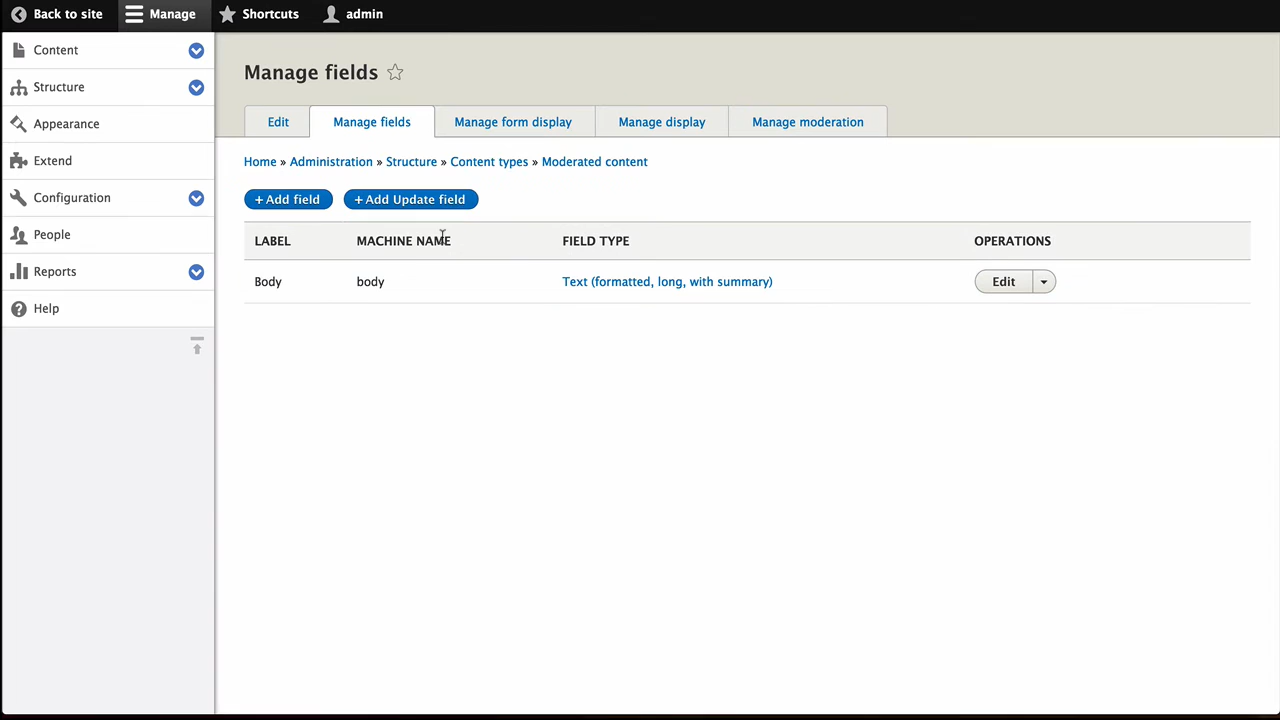 Back to site Manage Shortcuts admin
Content
Structure
Appearance
Extend
Configuration
People
Reports
Help
Manage fields
Edit Manage fields Manage form display Manage display Manage moderation
Home » Administration » Structure » Content types » Moderated content
+ Add field + Add Update field
LABEL MACHINE NAME FIELD TYPE OPERATIONS
Body body Text (formatted, long, with summary) Edit